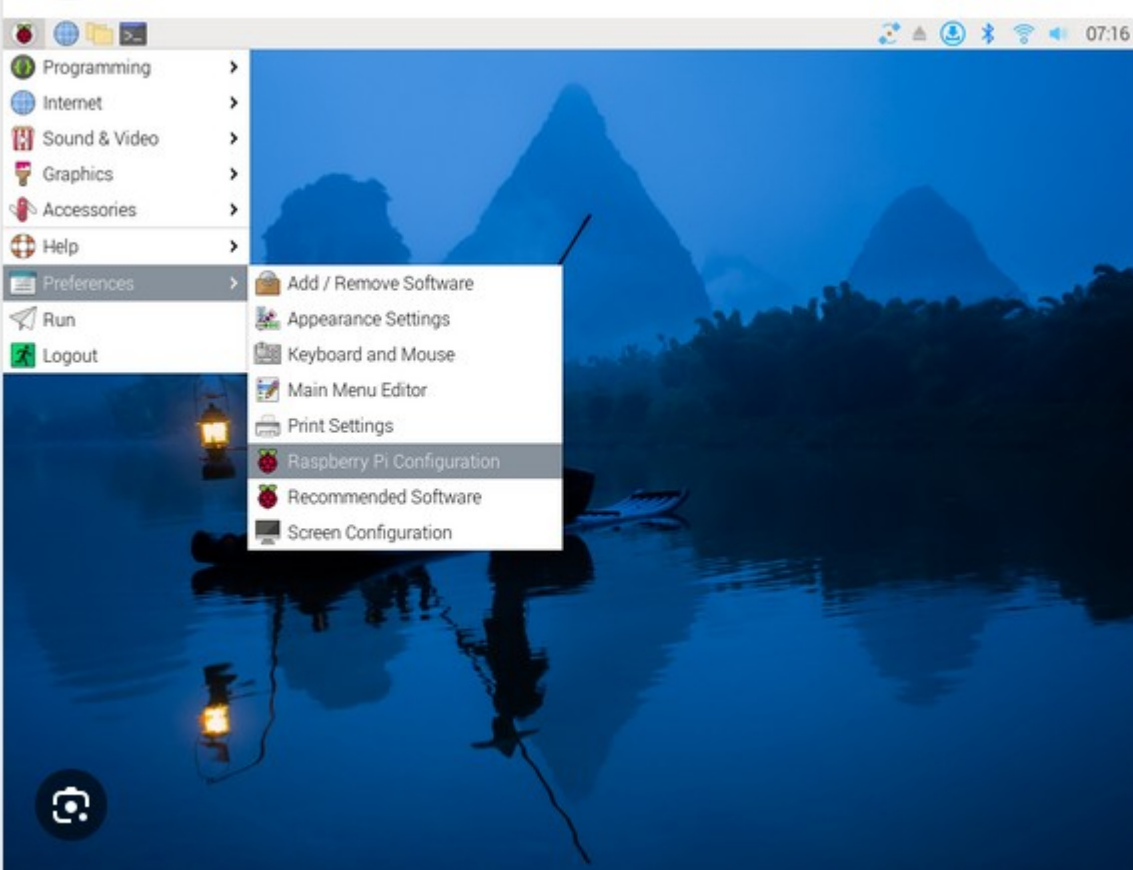 07:16
Programming
Internet
Sound & Video
Graphics
Accessories
Help
Preferences
Run
Logout
Add / Remove Software
Appearance Settings
Keyboard and Mouse
Main Menu Editor
Print Settings
Raspberry Pi Configuration
Recommended Software
Screen Configuration